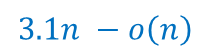 3.1n − o(n)